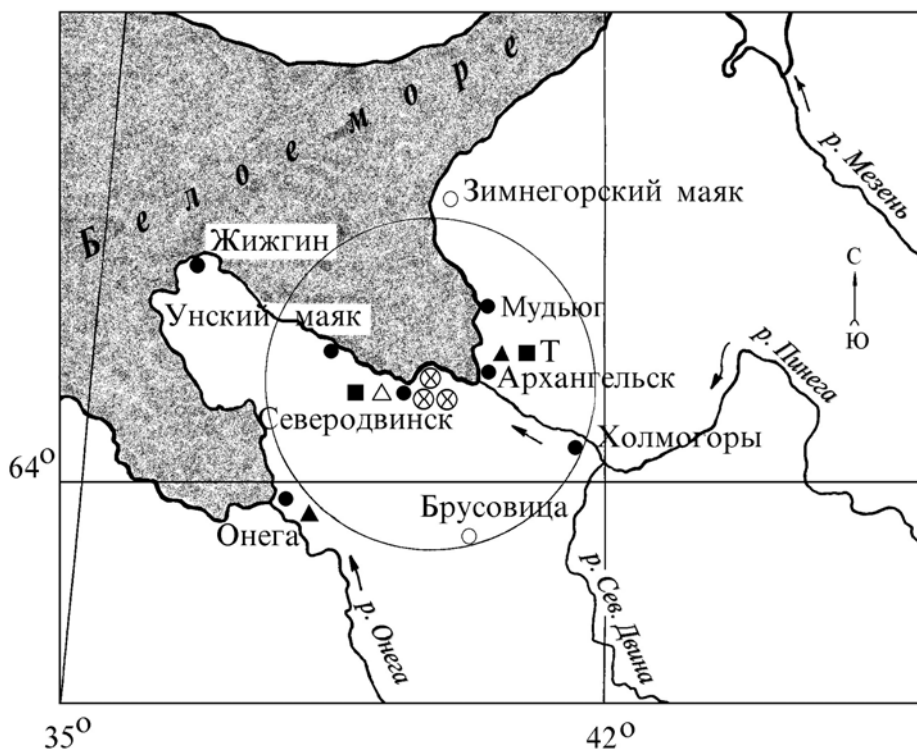 Белое море
р. Мезень
Зимнегорский маяк
Жижгин
С
Ю
Унский маяк
Мудьюг
Т
р. Пинега
Архангельск
Северодвинск
Холмогоры
64°
Брусовица
Онега
р. Сев. Двина
р. Онега
35°
42°